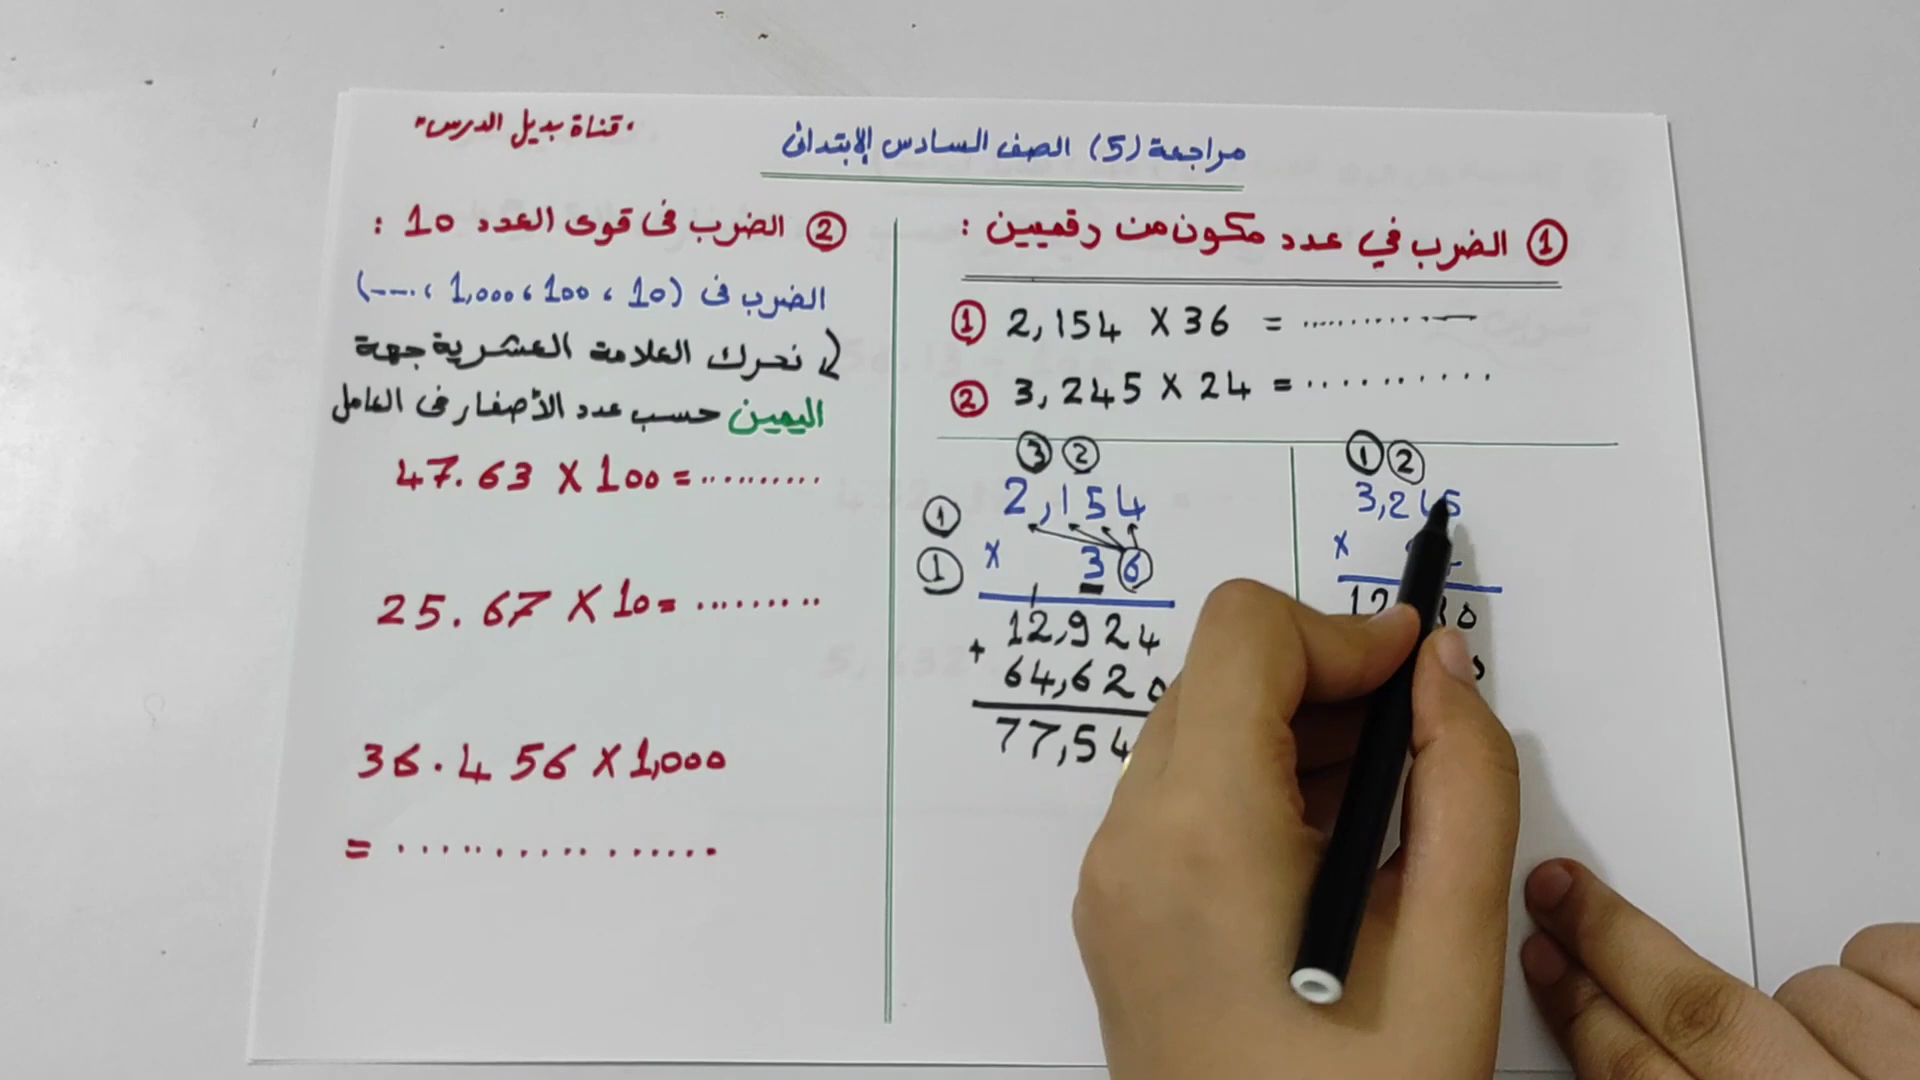 مراجعة (5) الصف السادس الإبتدائى
"قناة بديل الدرس"
① الضرب في عدد مكون من رقميين :
① 2,154 X 36 = ..........
② 3,245 X 24 = ..........
③ ②
① 2,154
① X 36
12,924
+ 64,620
77,54
① ②
3,245
X
12
② الضرب فى قوى العدد 10 :
الضرب فى (10 ، 100 ، 1,000 ، ....)
نحرك العلامة العشرية جهة
اليمين حسب عدد الأصفار فى العامل
47.63 X 100 = ..........
25.67 X 10 = .........
36.456 X 1,000
= ................